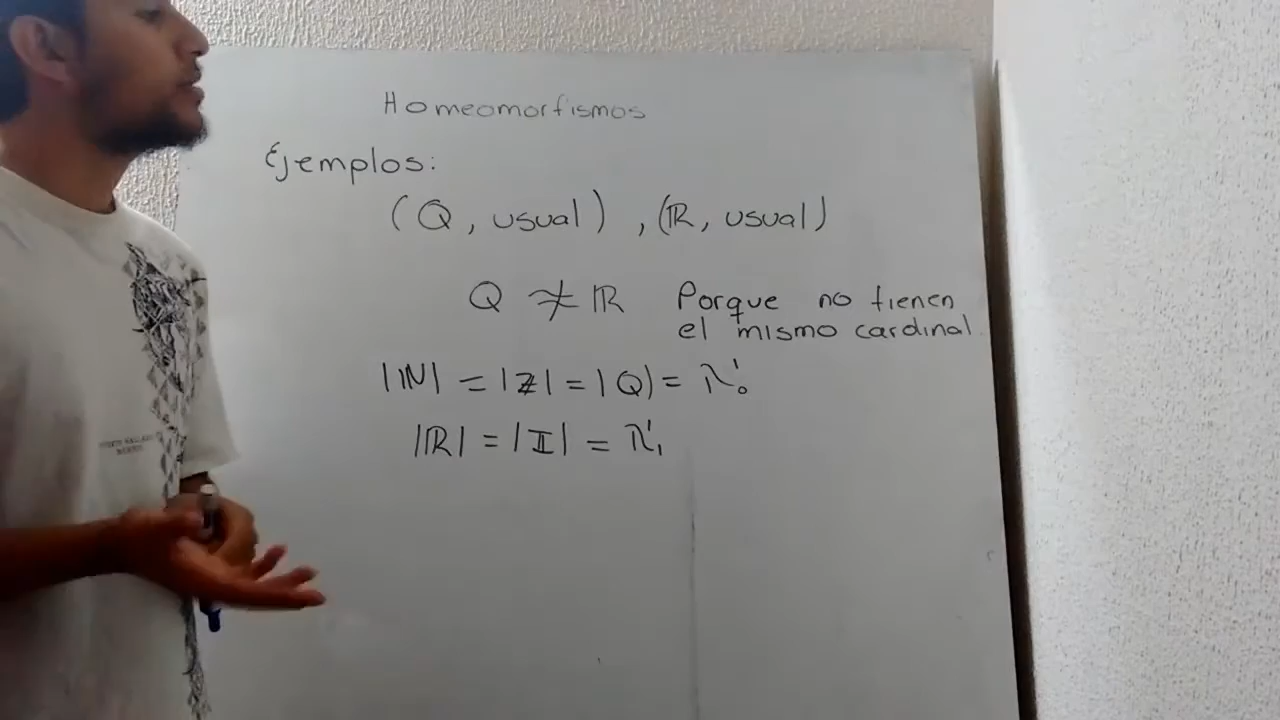 Homeomorfismos
Ejemplos:
(Q, usual), (ℝ, usual)
Q ≄ ℝ Porque no tienen
el mismo cardinal
|ℕ| = |ℤ| = |Q| = ℵ₀
|ℝ| = |𝕀| = ℵ₁